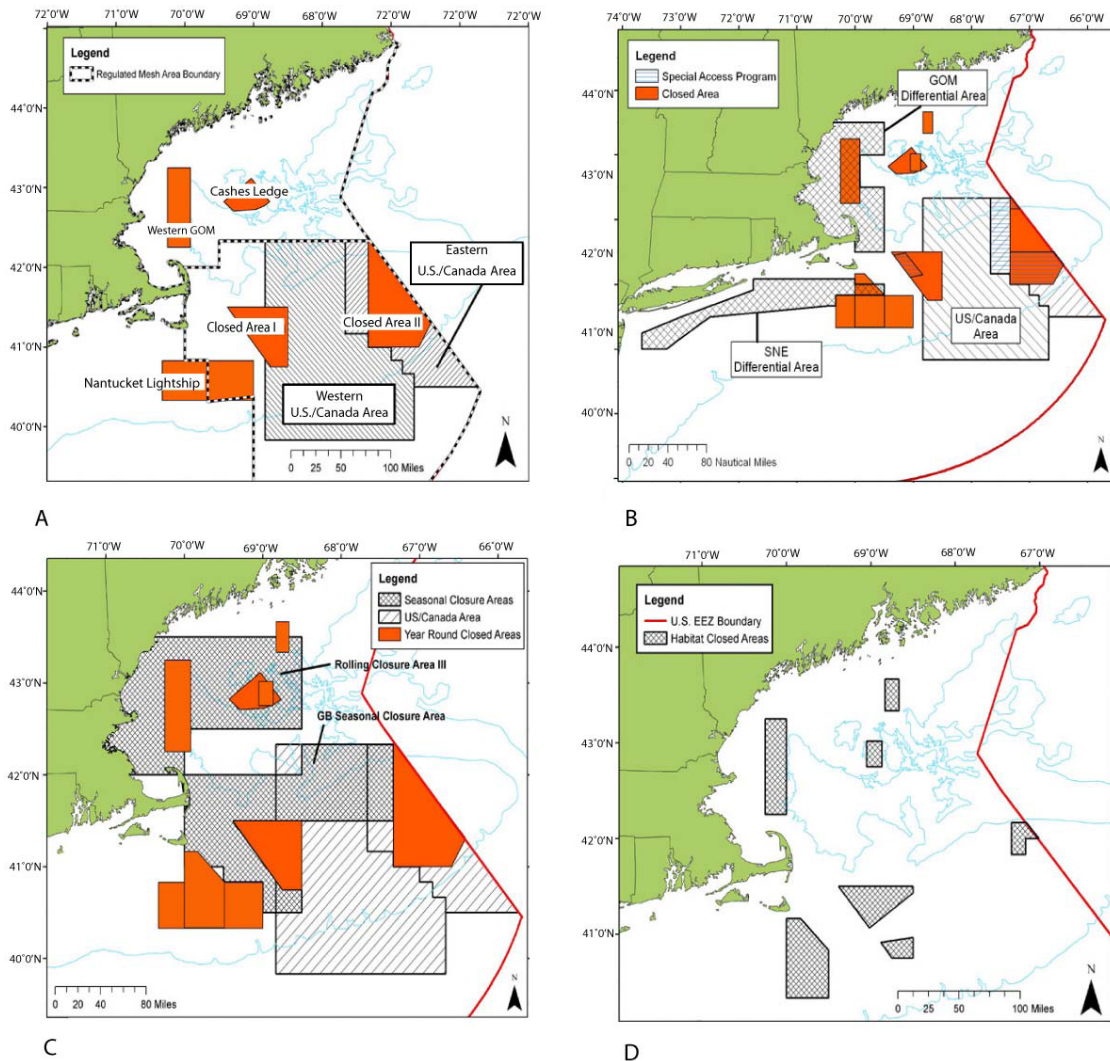 72°0'W 71°0'W 70°0'W 69°0'W 68°0'W 72°0'W 72°0'W
Legend
Regulated Mesh Area Boundary
44°0'N
43°0'N
42°0'N
41°0'N
40°0'N
Cashes Ledge
Western GOM
Eastern
U.S./Canada Area
Closed Area I
Closed Area II
Nantucket Lightship
Western
U.S./Canada Area
N
0 25 50 100 Miles
A
74°0'W 73°0'W 72°0'W 71°0'W 70°0'W 69°0'W 68°0'W 67°0'W 66°0'W
Legend
Special Access Program
Closed Area
GOM
Differential Area
44°0'N
43°0'N
42°0'N
41°0'N
40°0'N
US/Canada
Area
SNE
Differential Area
N
0 20 40 80 Nautical Miles
B
71°0'W 70°0'W 69°0'W 68°0'W 67°0'W 66°0'W
Legend
Seasonal Closure Areas
US/Canada Area
Year Round Closed Areas
44°0'N
43°0'N
42°0'N
41°0'N
40°0'N
Rolling Closure Area III
GB Seasonal Closure Area
N
0 20 40 80 Miles
C
71°0'W 70°0'W 69°0'W 68°0'W 67°0'W
Legend
U.S. EEZ Boundary
Habitat Closed Areas
44°0'N
43°0'N
42°0'N
41°0'N
N
0 25 50 100 Miles
D